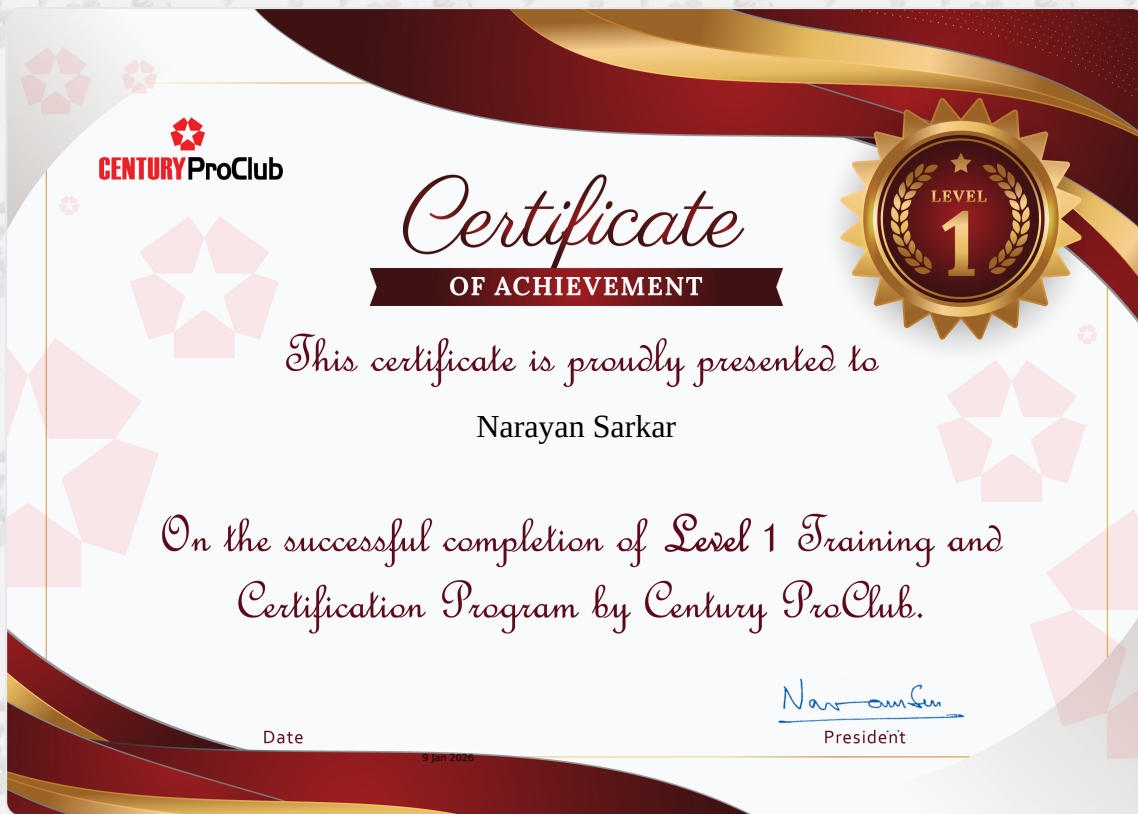 CENTURY ProClub
Certificate
OF ACHIEVEMENT
LEVEL
1
This certificate is proudly presented to
Narayan Sarkar
On the successful completion of Level 1 Training and
Certification Program by Century ProClub.
Date
9 Jan 2026
President